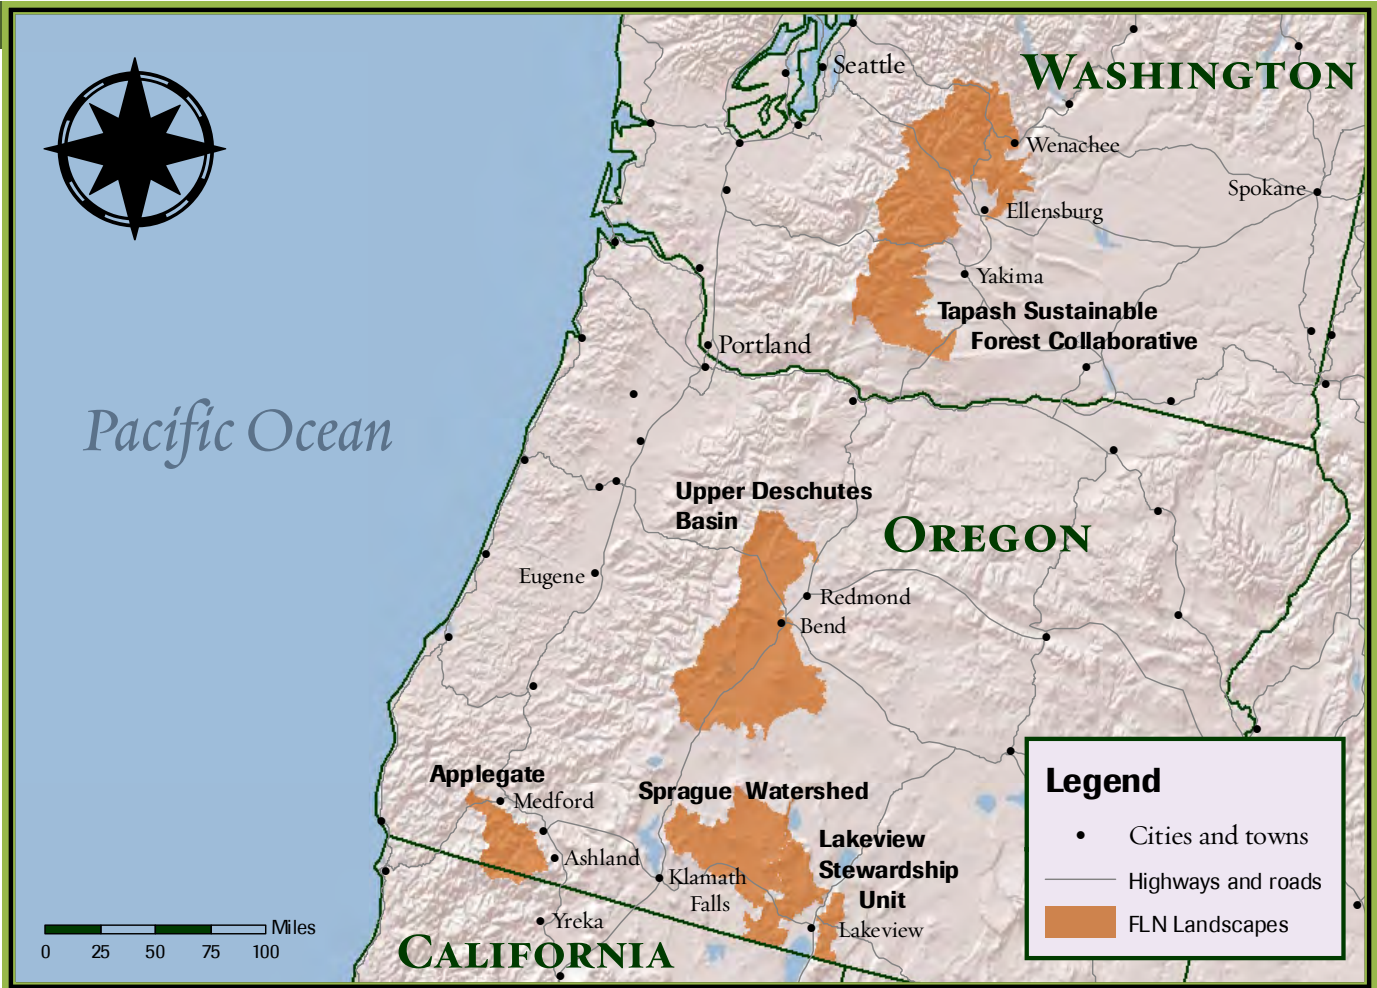 Seattle
WASHINGTON
Wenachee
Spokane
Ellensburg
Yakima
Tapash Sustainable
Forest Collaborative
Portland
Pacific Ocean
Upper Deschutes
Basin
OREGON
Eugene
Redmond
Bend
Applegate
Medford
Sprague Watershed
Lakeview
Stewardship
Unit
Ashland
Klamath
Falls
Yreka
Lakeview
CALIFORNIA
Miles
0 25 50 75 100
Legend
Cities and towns
Highways and roads
FLN Landscapes